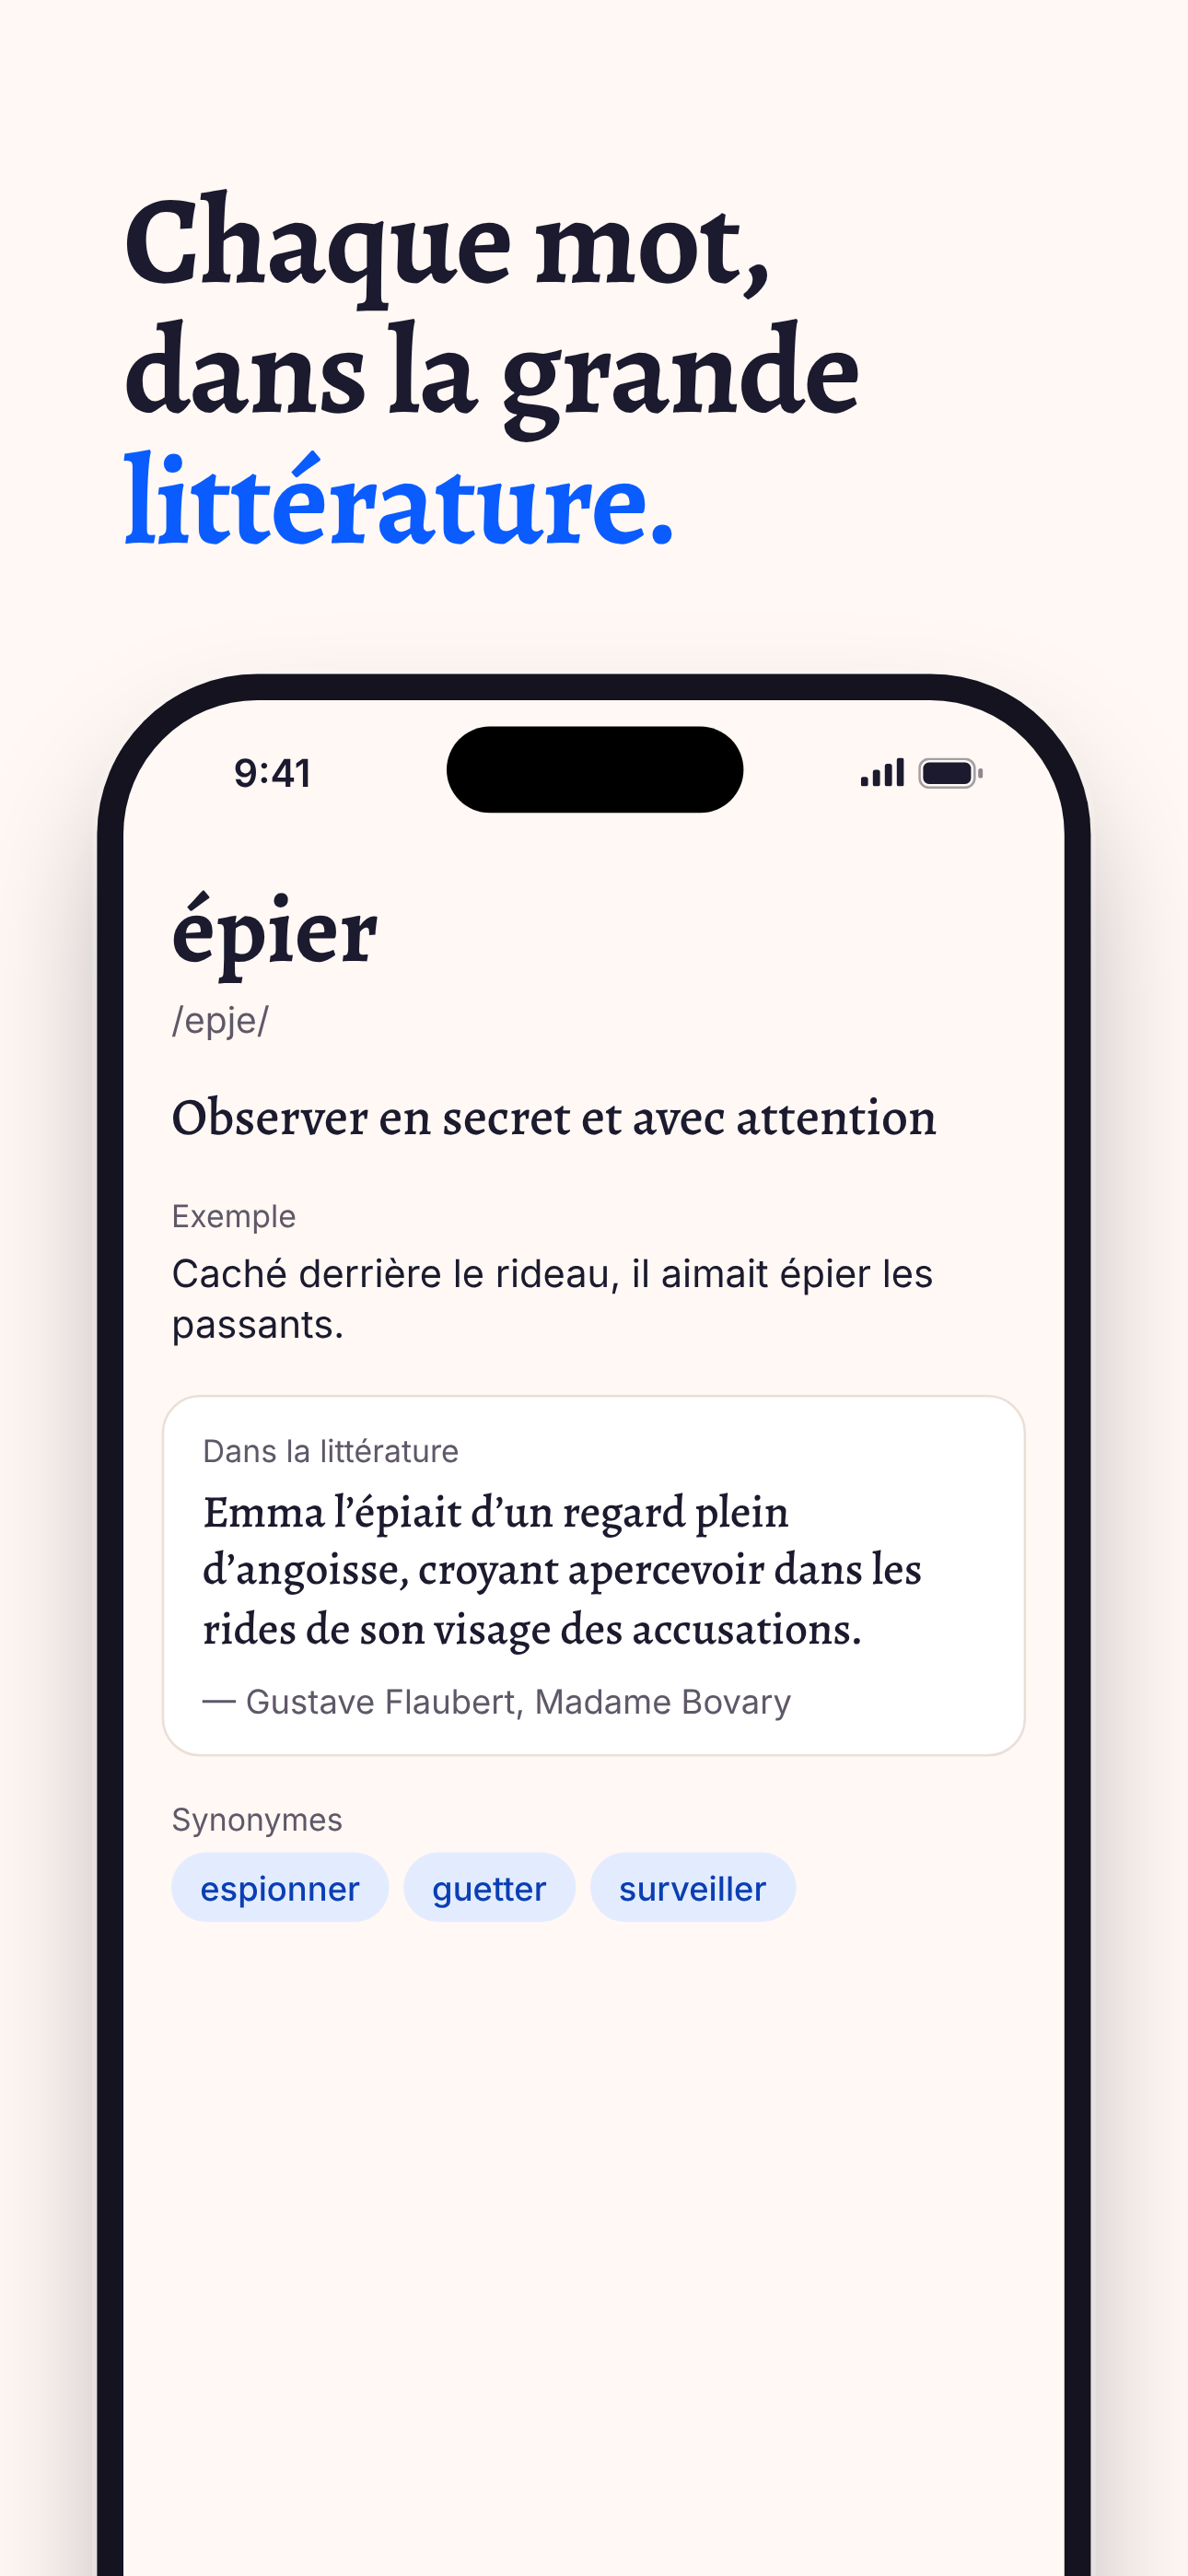 Chaque mot,
dans la grande
littérature.
9:41
épier
/epje/
Observer en secret et avec attention
Exemple
Caché derrière le rideau, il aimait épier les
passants.
Dans la littérature
Emma l’épiait d’un regard plein
d’angoisse, croyant apercevoir dans les
rides de son visage des accusations.
— Gustave Flaubert, Madame Bovary
Synonymes
espionner guetter surveiller